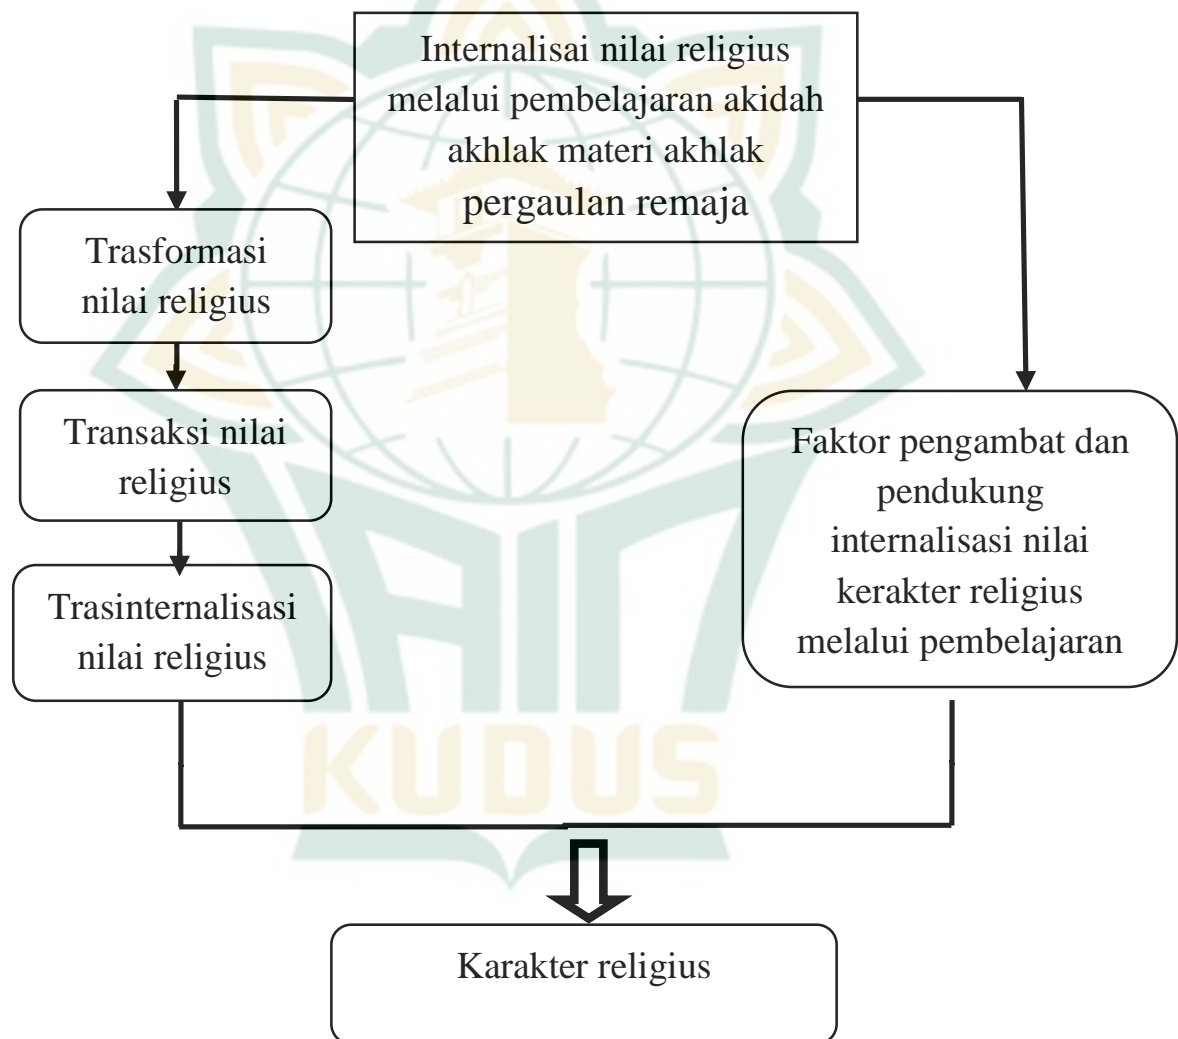 Internalisai nilai religius
melalui pembelajaran akidah
akhlak materi akhlak
pergaulan remaja
Trasformasi
nilai religius
Transaksi nilai
religius
Trasinternalisasi
nilai religius
Faktor pengambat dan
pendukung
internalisasi nilai
kerakter religius
melalui pembelajaran
IAIN
KUDUS
Karakter religius